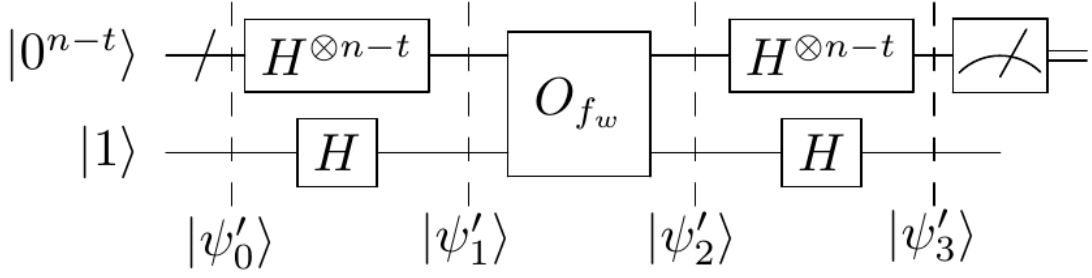 |0^{n−t}⟩ H^{⊗n−t} O_{f_w} H^{⊗n−t}
|1⟩ H H
|ψ′_0⟩ |ψ′_1⟩ |ψ′_2⟩ |ψ′_3⟩